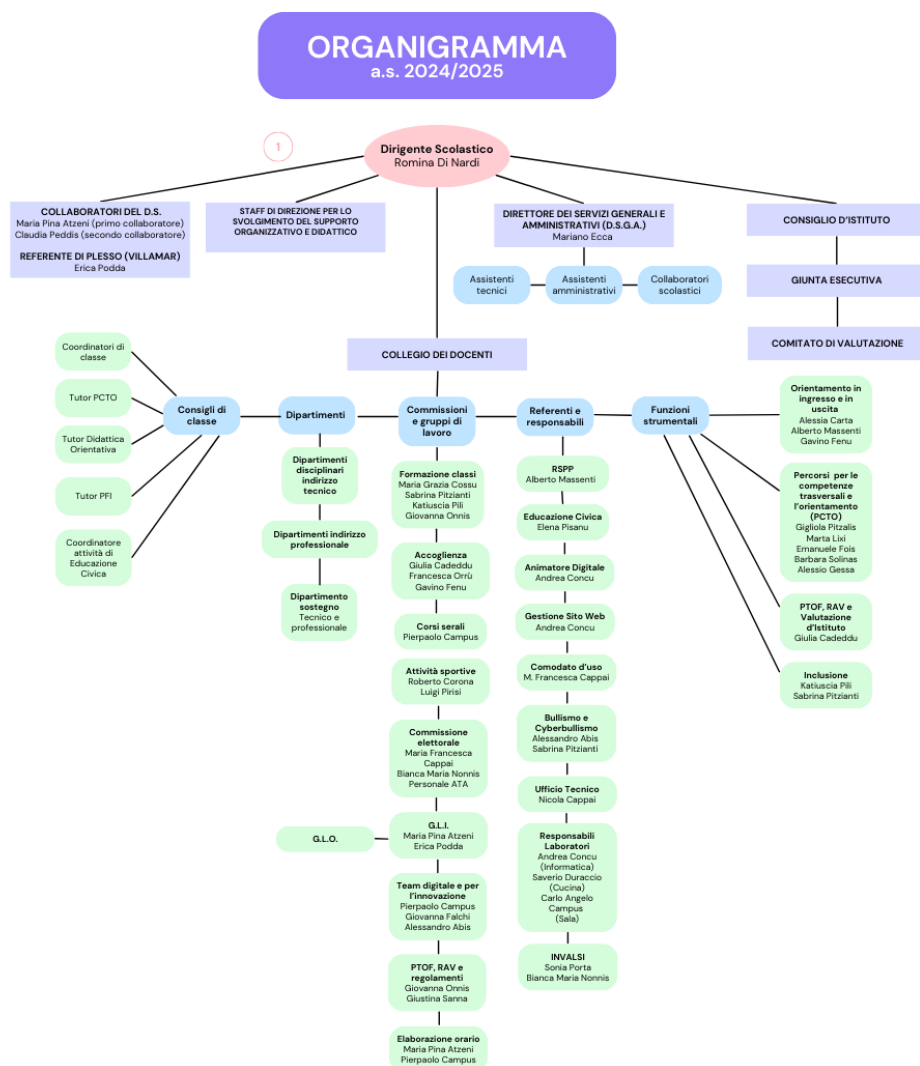 ORGANIGRAMMA
a.s. 2024/2025
1
Dirigente Scolastico
Romina Di Nardi
COLLABORATORI DEL D.S.
Maria Pina Atzeni (primo collaboratore)
Claudia Peddis (secondo collaboratore)
REFERENTE DI PLESSO (VILLAMAR)
Erica Podda
STAFF DI DIREZIONE PER LO
SVOLGIMENTO DEL SUPPORTO
ORGANIZZATIVO E DIDATTICO
DIRETTORE DEI SERVIZI GENERALI E
AMMINISTRATIVI (D.S.G.A.)
Mariano Ecca
Assistenti
tecnici
Assistenti
amministrativi
Collaboratori
scolastici
CONSIGLIO D'ISTITUTO
GIUNTA ESECUTIVA
COMITATO DI VALUTAZIONE
COLLEGIO DEI DOCENTI
Consigli di
classe
Coordinatori di
classe
Tutor PCTO
Tutor Didattica
Orientativa
Tutor PFI
Coordinatore
attività di
Educazione
Civica
Dipartimenti
Dipartimenti
disciplinari
indirizzo
tecnico
Dipartimenti indirizzo
professionale
Dipartimento
sostegno
Tecnico e
professionale
Commissioni
e gruppi di
lavoro
Formazione classi
Maria Grazia Cossu
Sabrina Pitzianti
Katiuscia Pili
Giovanna Onnis
Accoglienza
Giulia Cadeddu
Francesca Orrù
Gavino Fenu
Corsi serali
Pierpaolo Campus
Attività sportive
Roberto Corona
Luigi Pirisi
Commissione
elettorale
Maria Francesca
Cappai
Bianca Maria Nonnis
Personale ATA
G.L.O.
G.L.I.
Maria Pina Atzeni
Erica Podda
Team digitale e per
l'innovazione
Pierpaolo Campus
Giovanna Falchi
Alessandro Abis
PTOF, RAV e
regolamenti
Giovanna Onnis
Giustina Sanna
Elaborazione orario
Maria Pina Atzeni
Pierpaolo Campus
Referenti e
responsabili
RSPP
Alberto Massenti
Educazione Civica
Elena Pisanu
Animatore Digitale
Andrea Concu
Gestione Sito Web
Andrea Concu
Comodato d'uso
M. Francesca Cappai
Bullismo e
Cyberbullismo
Alessandro Abis
Sabrina Pitzianti
Ufficio Tecnico
Nicola Cappai
Responsabili
Laboratori
Andrea Concu
(Informatica)
Saverio Duraccio
(Cucina)
Carlo Angelo
Campus
(Sala)
INVALSI
Sonia Porta
Bianca Maria Nonnis
Funzioni
strumentali
Orientamento in
ingresso e in
uscita
Alessia Carta
Alberto Massenti
Gavino Fenu
Percorsi per le
competenze
trasversali e
l'orientamento
(PCTO)
Gigliola Pitzalis
Marta Lixi
Emanuele Fois
Barbara Solinas
Alessio Gessa
PTOF, RAV e
Valutazione
d'Istituto
Giulia Cadeddu
Inclusione
Katiuscia Pili
Sabrina Pitzianti